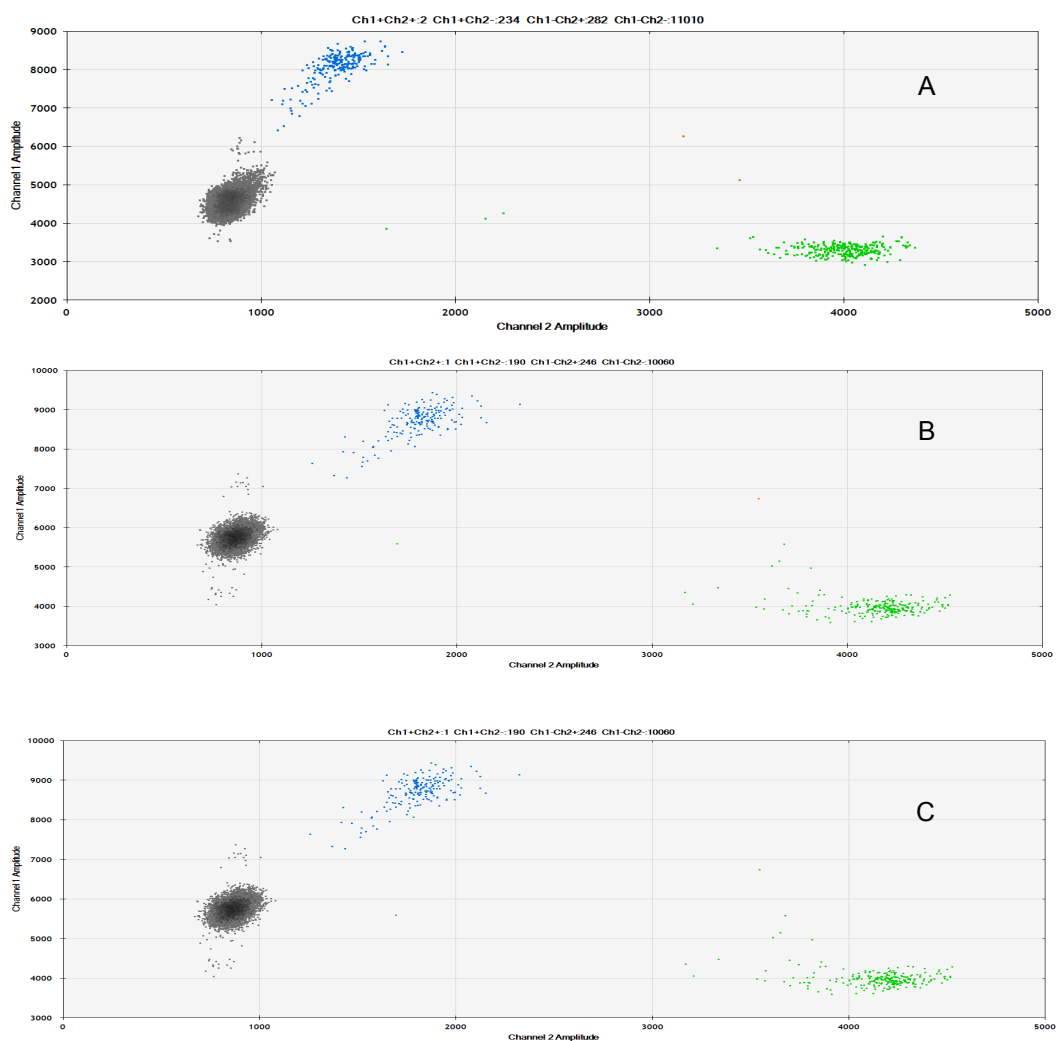 Ch1+Ch2+:2 Ch1+Ch2-:234 Ch1-Ch2+:282 Ch1-Ch2-:11010
9000
8000
7000
6000
5000
4000
3000
2000
Channel 1 Amplitude
A
0 1000 2000 3000 4000 5000
Channel 2 Amplitude
Ch1+Ch2+:1 Ch1+Ch2-:190 Ch1-Ch2+:246 Ch1-Ch2-:10060
10000
9000
8000
7000
6000
5000
4000
3000
Channel 1 Amplitude
B
0 1000 2000 3000 4000 5000
Channel 2 Amplitude
Ch1+Ch2+:1 Ch1+Ch2-:190 Ch1-Ch2+:246 Ch1-Ch2-:10060
10000
9000
8000
7000
6000
5000
4000
3000
Channel 1 Amplitude
C
0 1000 2000 3000 4000 5000
Channel 2 Amplitude